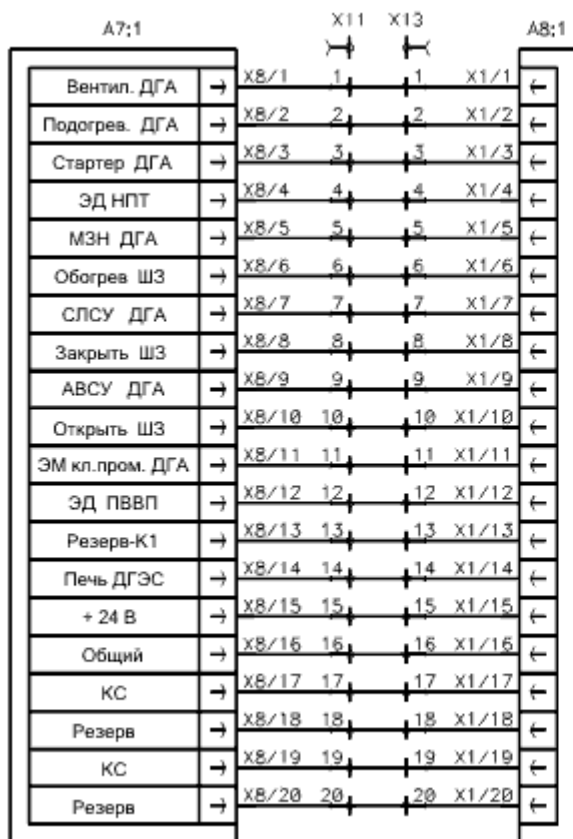 А7:1 X11 X13 А8:1
Вентил. ДГА X8/1 1 1 X1/1
Подогрев. ДГА X8/2 2 2 X1/2
Стартер ДГА X8/3 3 3 X1/3
ЭД НПТ X8/4 4 4 X1/4
МЗН ДГА X8/5 5 5 X1/5
Обогрев ШЗ X8/6 6 6 X1/6
СЛСУ ДГА X8/7 7 7 X1/7
Закрыть ШЗ X8/8 8 8 X1/8
АВСУ ДГА X8/9 9 9 X1/9
Открыть ШЗ X8/10 10 10 X1/10
ЭМ кл.пром. ДГА X8/11 11 11 X1/11
ЭД ПВВП X8/12 12 12 X1/12
Резерв-К1 X8/13 13 13 X1/13
Печь ДГЭС X8/14 14 14 X1/14
+ 24 В X8/15 15 15 X1/15
Общий X8/16 16 16 X1/16
КС X8/17 17 17 X1/17
Резерв X8/18 18 18 X1/18
КС X8/19 19 19 X1/19
Резерв X8/20 20 20 X1/20